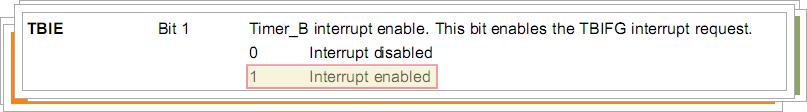 TBIE Bit 1 Timer_B interrupt enable. This bit enables the TBIFG interrupt request.
0 Interrupt disabled
1 Interrupt enabled